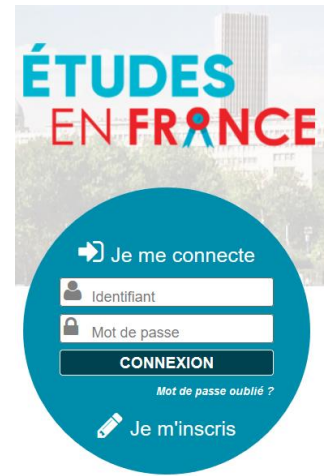 ÉTUDES
EN FRANCE
Je me connecte
Identifiant
Mot de passe
CONNEXION
Mot de passe oublié ?
Je m'inscris